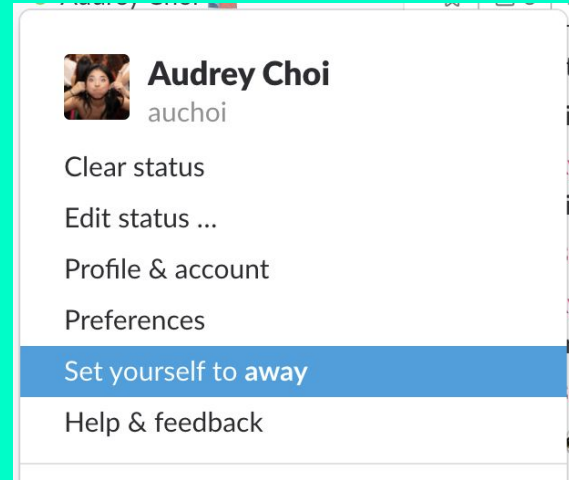 Audrey Choi
auchoi
Clear status
Edit status ...
Profile & account
Preferences
Set yourself to away
Help & feedback